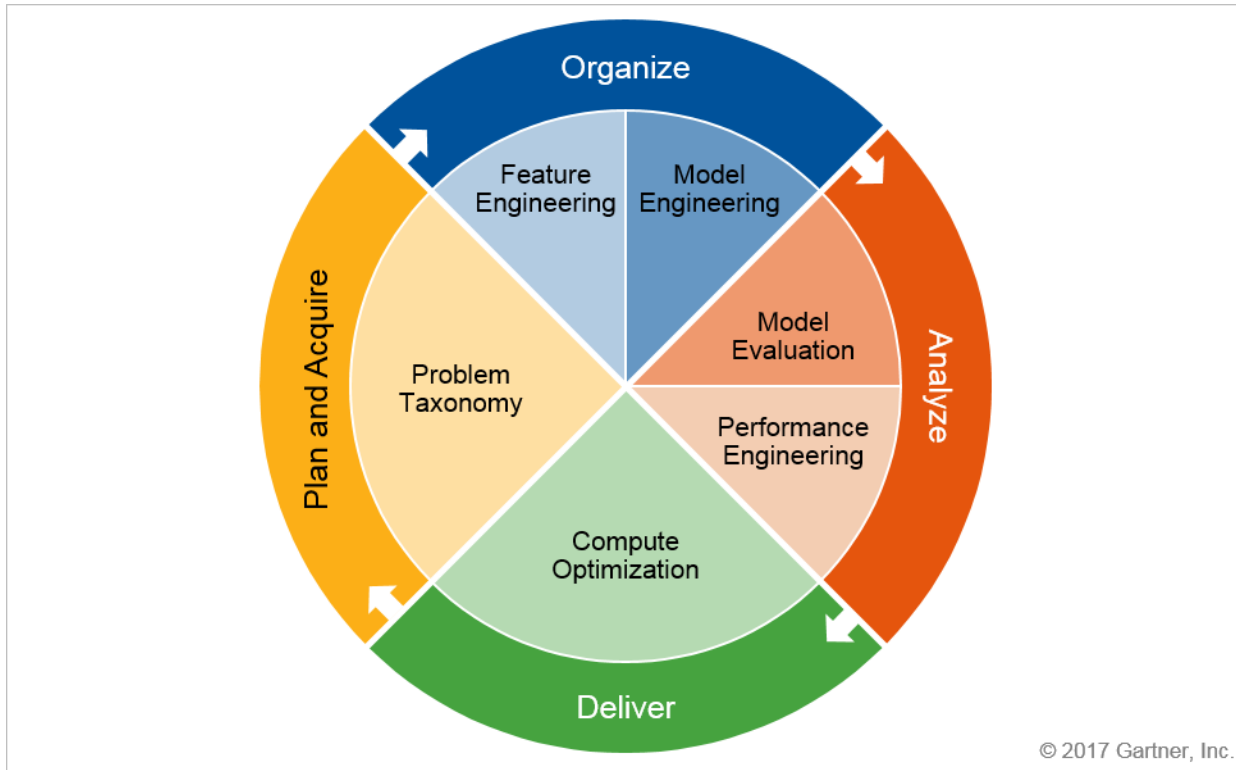 Organize
Feature
Engineering
Model
Engineering
Plan and Acquire
Problem
Taxonomy
Model
Evaluation
Analyze
Performance
Engineering
Compute
Optimization
Deliver
© 2017 Gartner, Inc.